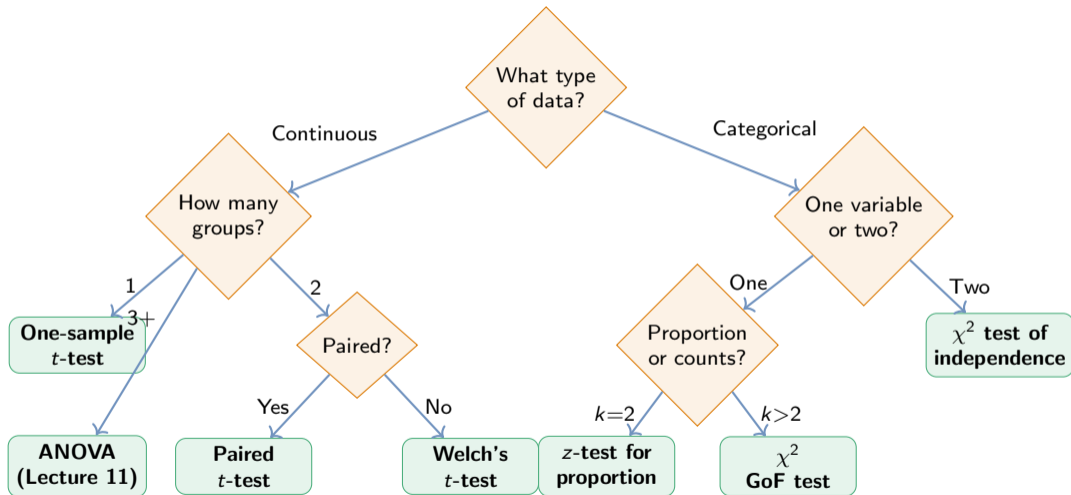 What type
of data?
Continuous
Categorical
How many
groups?
One variable
or two?
1
3+
2
One
Two
One-sample
t-test
Paired?
Proportion
or counts?
χ² test of
independence
Yes
No
k=2
k>2
ANOVA
(Lecture 11)
Paired
t-test
Welch's
t-test
z-test for
proportion
χ²
GoF test